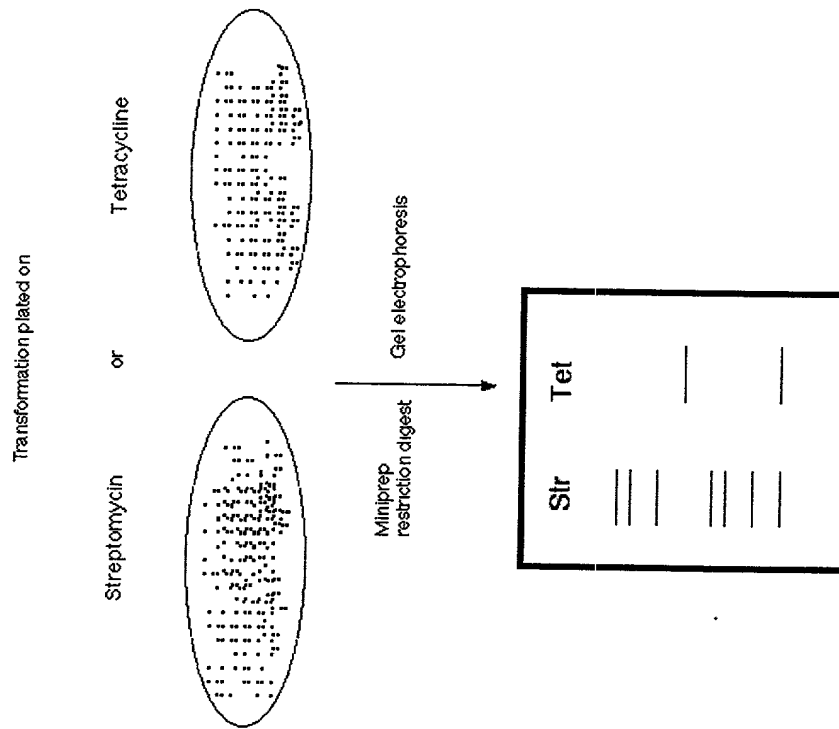 Transformation plated on
Streptomycin
or
Tetracycline
Miniprep
restriction digest
Gel electrophoresis
Str
Tet